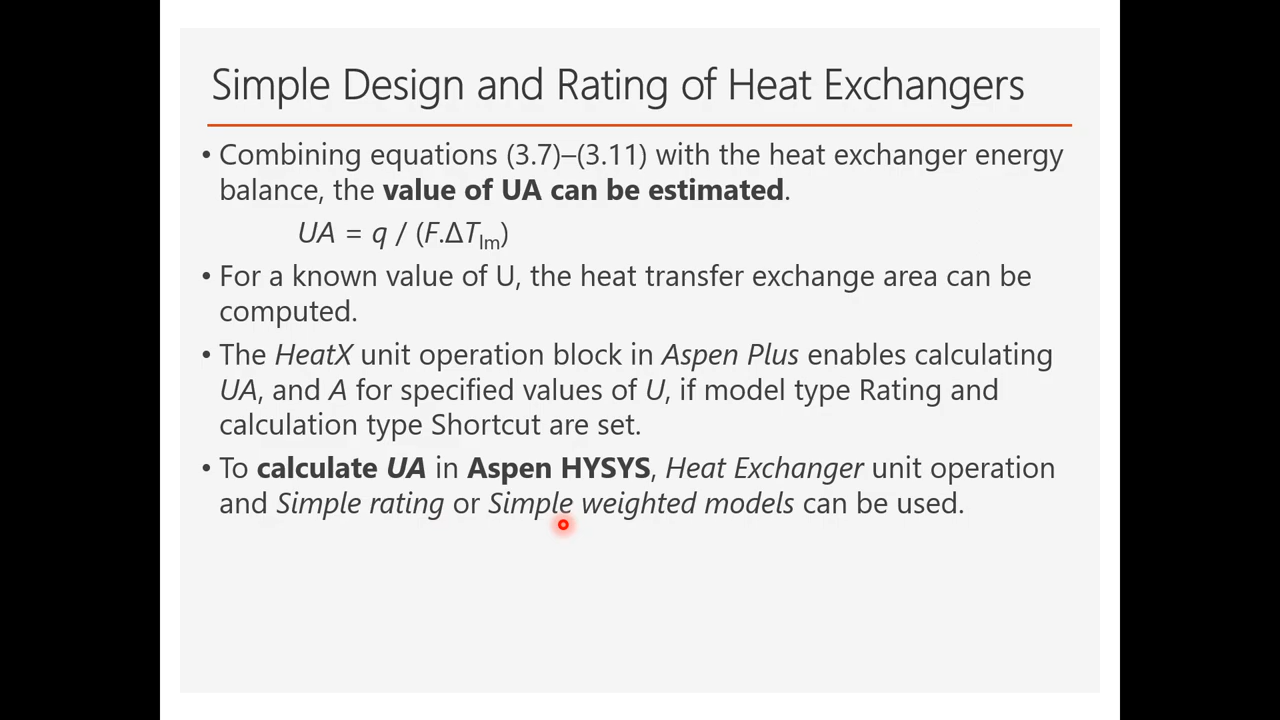 Simple Design and Rating of Heat Exchangers
• Combining equations (3.7)–(3.11) with the heat exchanger energy
balance, the value of UA can be estimated.
UA = q / (F.ΔTlm)
• For a known value of U, the heat transfer exchange area can be
computed.
• The HeatX unit operation block in Aspen Plus enables calculating
UA, and A for specified values of U, if model type Rating and
calculation type Shortcut are set.
• To calculate UA in Aspen HYSYS, Heat Exchanger unit operation
and Simple rating or Simple weighted models can be used.